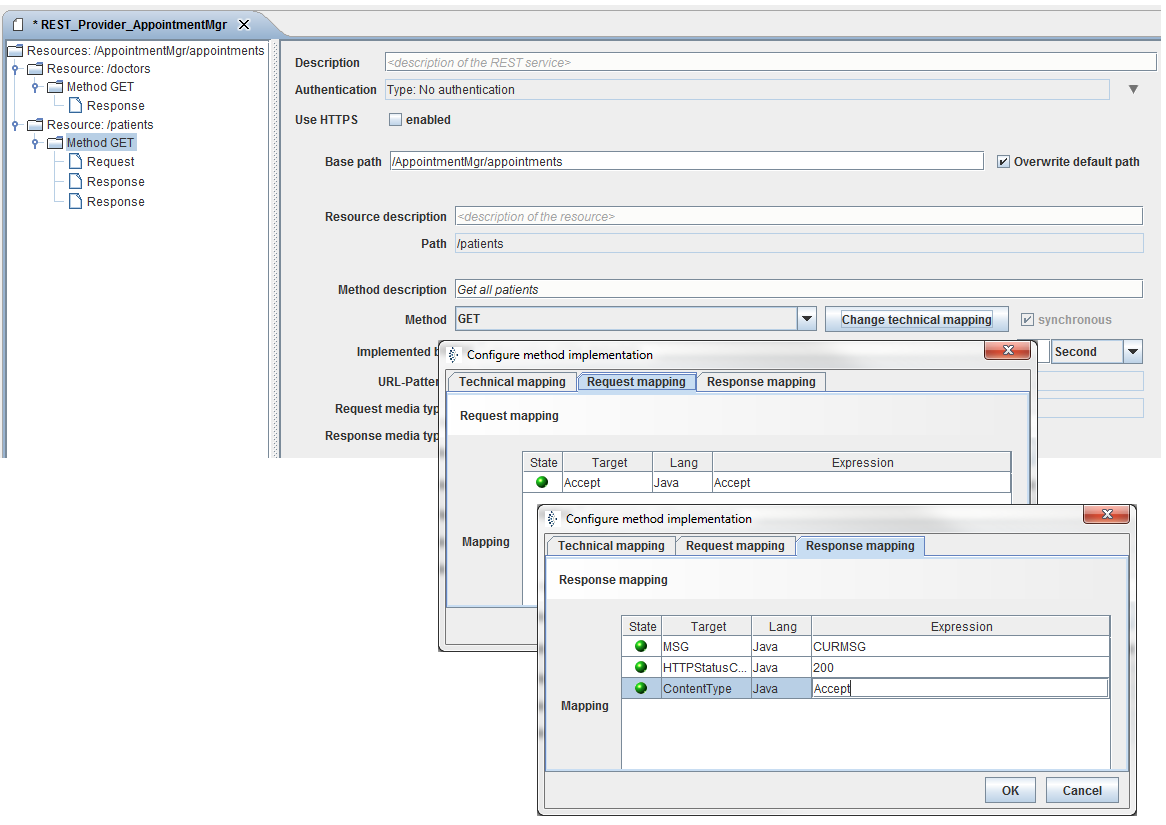 * REST_Provider_AppointmentMgr
Resources: /AppointmentMgr/appointments
Resource: /doctors
Method GET
Response
Resource: /patients
Method GET
Request
Response
Response
Description <description of the REST service>
Authentication Type: No authentication
Use HTTPS enabled
Base path /AppointmentMgr/appointments Overwrite default path
Resource description <description of the resource>
Path /patients
Method description Get all patients
Method GET Change technical mapping synchronous
Implemented b Second
URL-Patter
Request media typ
Response media typ
Configure method implementation
Technical mapping Request mapping Response mapping
Request mapping
State Target Lang Expression
Accept Java Accept
Mapping
Configure method implementation
Technical mapping Request mapping Response mapping
Response mapping
State Target Lang Expression
MSG Java CURMSG
HTTPStatusC... Java 200
ContentType Java Accept
Mapping
OK Cancel